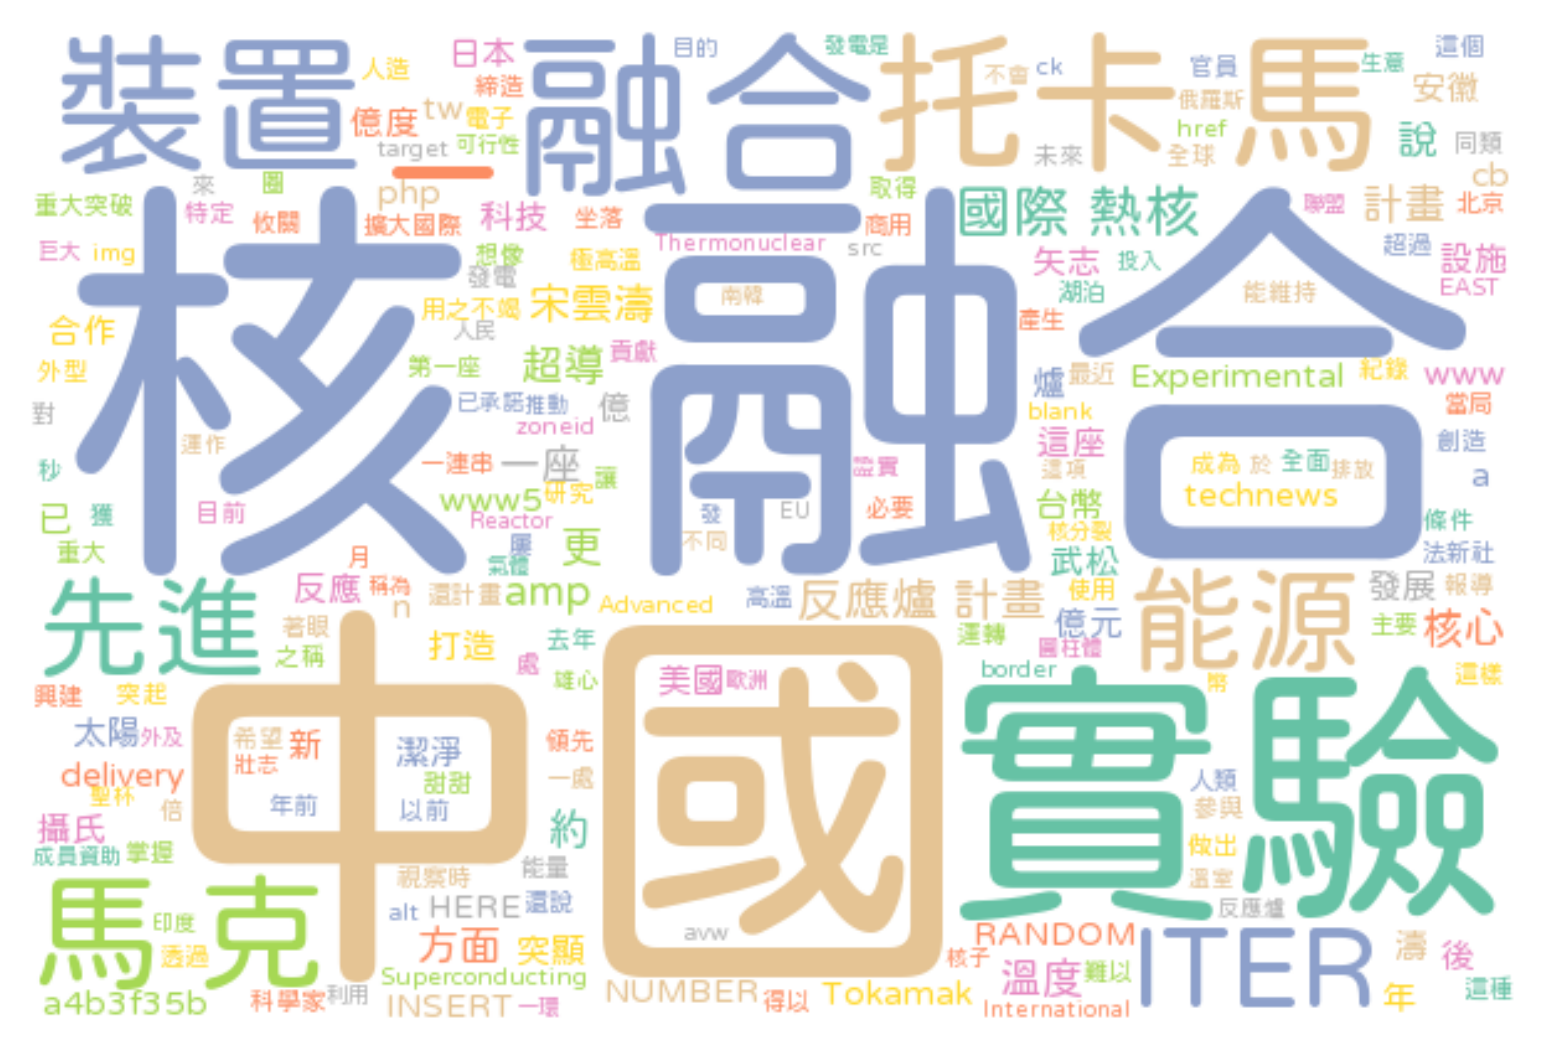 裝置
人造
日本
締造
億度
tw
電子
target
可行性
融合
目的
發電是
托卡馬
不會
ck
官員
俄羅斯
href
未來
全球
這個
生意
安徽
說
同類
cb
重大突破
來
圈
特定
攸關
php
擴大國際
科技
坐落
取得
商用
國際 熱核
聯盟
計畫
北京
巨大
img
想像
發電
極高溫
Thermonuclear
src
矢志
投入
超過
設施
EAST
核融合
用之不竭
宋雲濤
南韓
湖泊
能維持
合作
人民
產生
外型
第一座
超導
貢獻
爐
最近
Experimental
紀錄
www
對
已承諾
推動
億
zoneid
blank
當局
運作
這座
創造
秒
一連串
一座
讓
證實
這項
成為
於
全面
排放
a
www5
研究
technews
已
獲
目前
Reactor
發
EU
必要
台幣
條件
重大
月
氣體
更
不同
核分裂
武松
法新社
先進
反應
稱為
n
還計畫
amp
Advanced
高溫
反應爐 計畫
使用
能源
發展
報導
著眼
之稱
打造
去年
處
雄心
運轉
億元
圓柱體
主要
核心
興建
突起
美國
歐洲
border
幣
這樣
太陽
外及
中國
實驗
希望
新
壯志
潔淨
領先
delivery
聖杯
甜甜
一處
人類
倍
年前
以前
參與
攝氏
約
成員資助
掌握
做出
能量
視察時
溫室
馬克
印度
透過
alt
HERE
還說
avw
反應爐
方面
突顯
RANDOM
核子
ITER
濤
後
Superconducting
溫度
難以
a4b3f35b
科學家
利用
INSERT
一環
NUMBER
得以
Tokamak
International
年
這種